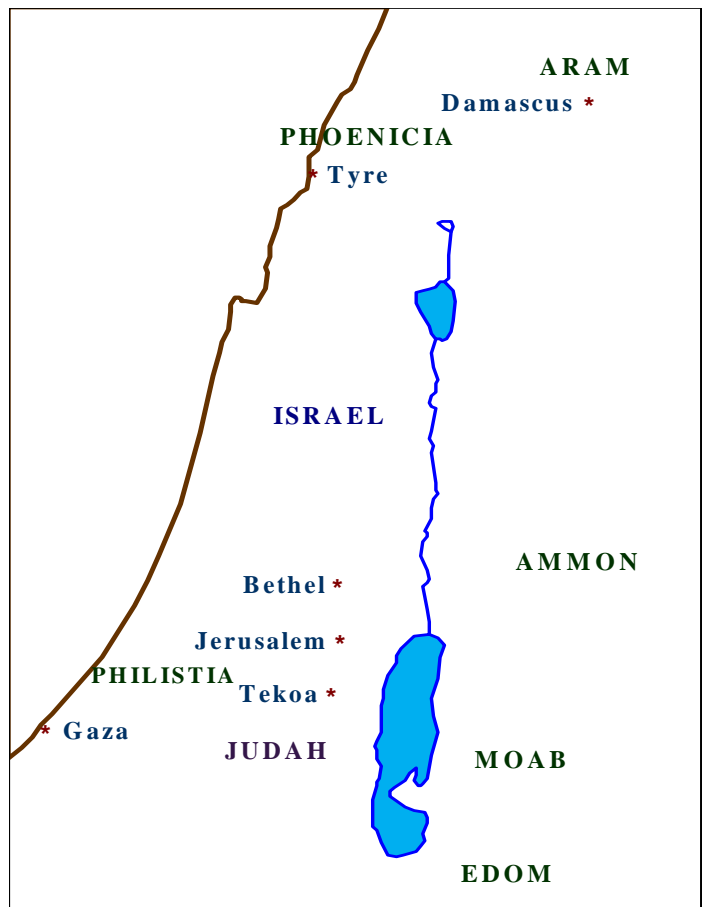 ARAM
Damascus *
PHOENICIA
* Tyre
ISRAEL
AMMON
Bethel *
Jerusalem *
PHILISTIA
Tekoa *
* Gaza
JUDAH
MOAB
EDOM